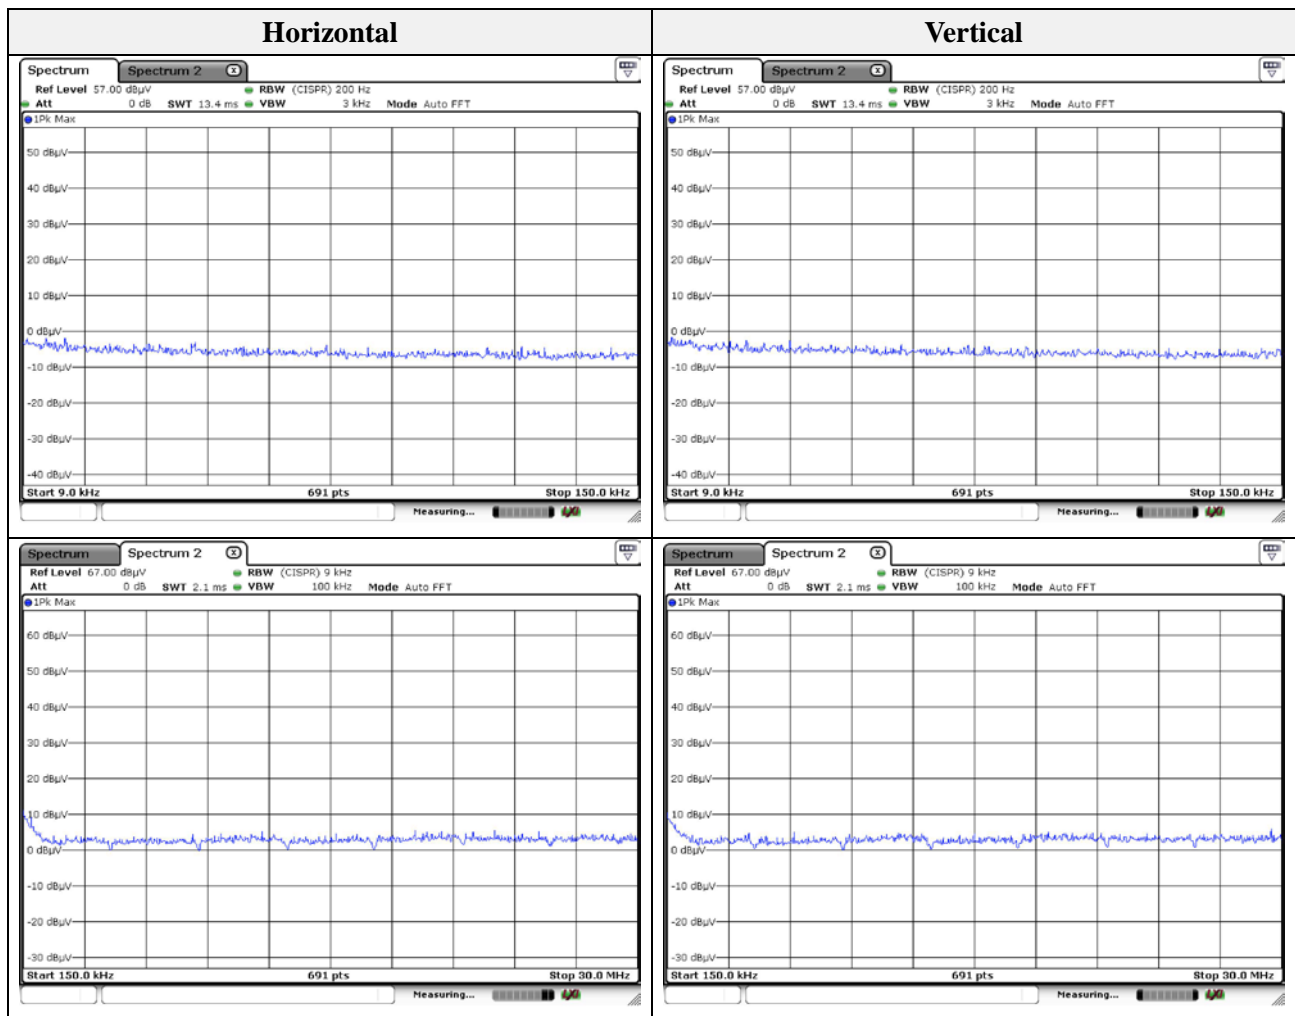 Horizontal
Vertical
Spectrum Spectrum 2 X
Ref Level 57.00 dBµV RBW (CISPR) 200 Hz
Att 0 dB SWT 13.4 ms VBW 3 kHz Mode Auto FFT
1Pk Max
50 dBµV
40 dBµV
30 dBµV
20 dBµV
10 dBµV
0 dBµV
-10 dBµV
-20 dBµV
-30 dBµV
-40 dBµV
Start 9.0 kHz 691 pts Stop 150.0 kHz
Measuring...
Spectrum Spectrum 2 X
Ref Level 57.00 dBµV RBW (CISPR) 200 Hz
Att 0 dB SWT 13.4 ms VBW 3 kHz Mode Auto FFT
1Pk Max
50 dBµV
40 dBµV
30 dBµV
20 dBµV
10 dBµV
0 dBµV
-10 dBµV
-20 dBµV
-30 dBµV
-40 dBµV
Start 9.0 kHz 691 pts Stop 150.0 kHz
Measuring...
Spectrum Spectrum 2 X
Ref Level 67.00 dBµV RBW (CISPR) 9 kHz
Att 0 dB SWT 2.1 ms VBW 100 kHz Mode Auto FFT
1Pk Max
60 dBµV
50 dBµV
40 dBµV
30 dBµV
20 dBµV
10 dBµV
0 dBµV
-10 dBµV
-20 dBµV
-30 dBµV
Start 150.0 kHz 691 pts Stop 30.0 MHz
Measuring...
Spectrum Spectrum 2 X
Ref Level 67.00 dBµV RBW (CISPR) 9 kHz
Att 0 dB SWT 2.1 ms VBW 100 kHz Mode Auto FFT
1Pk Max
60 dBµV
50 dBµV
40 dBµV
30 dBµV
20 dBµV
10 dBµV
0 dBµV
-10 dBµV
-20 dBµV
-30 dBµV
Start 150.0 kHz 691 pts Stop 30.0 MHz
Measuring...